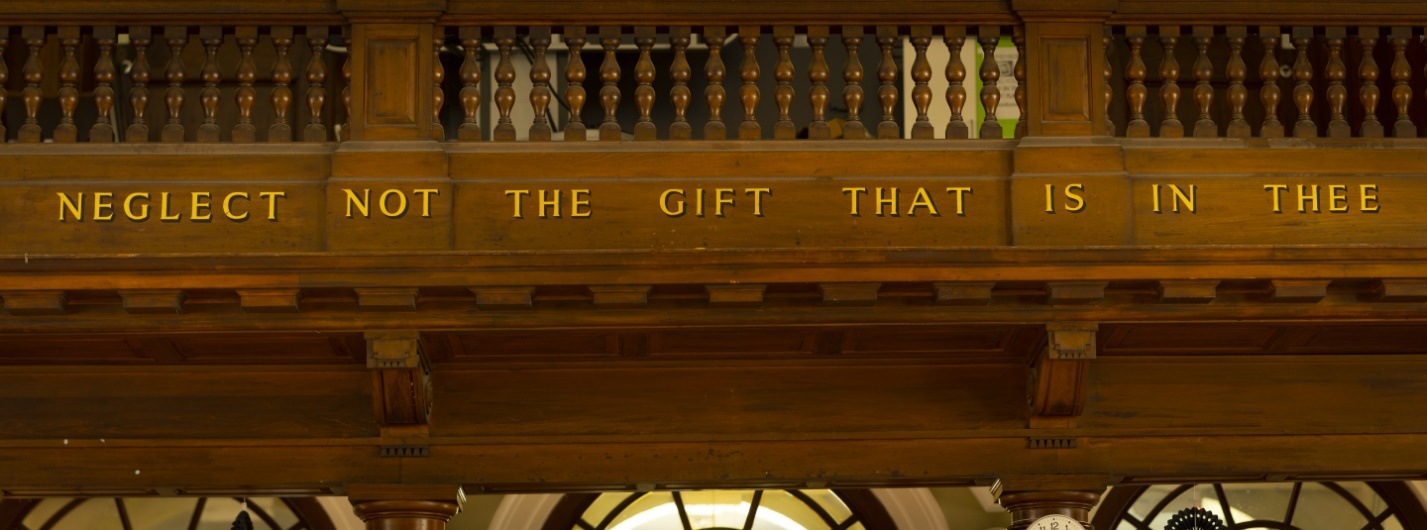 NEGLECT NOT THE GIFT THAT IS IN THEE